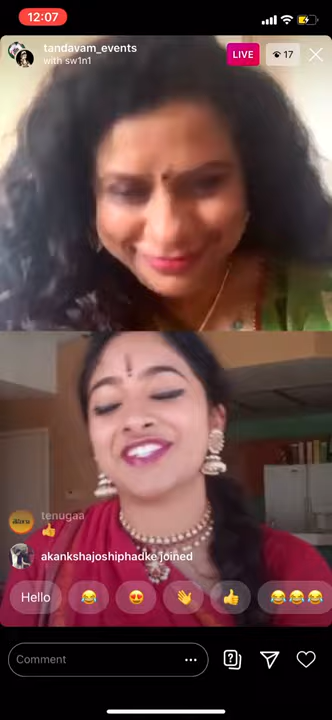 12:07
tandavam_events
with sw1n1
LIVE
17
tenugaa
👍
akankshajoshiphadke joined
Hello
😂
😍
👋
👍
😂😂😂
Comment